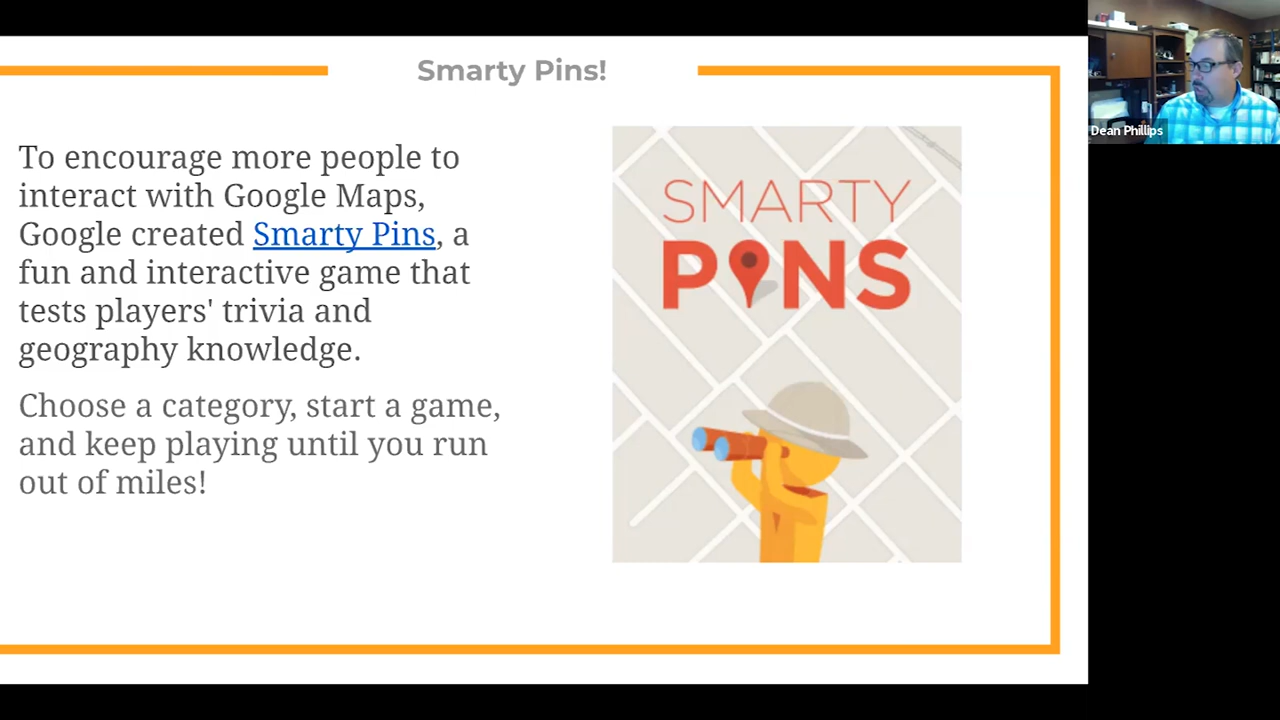 Smarty Pins!
To encourage more people to
interact with Google Maps,
Google created Smarty Pins, a
fun and interactive game that
tests players' trivia and
geography knowledge.
Choose a category, start a game,
and keep playing until you run
out of miles!
SMARTY
PINS
Dean Phillips